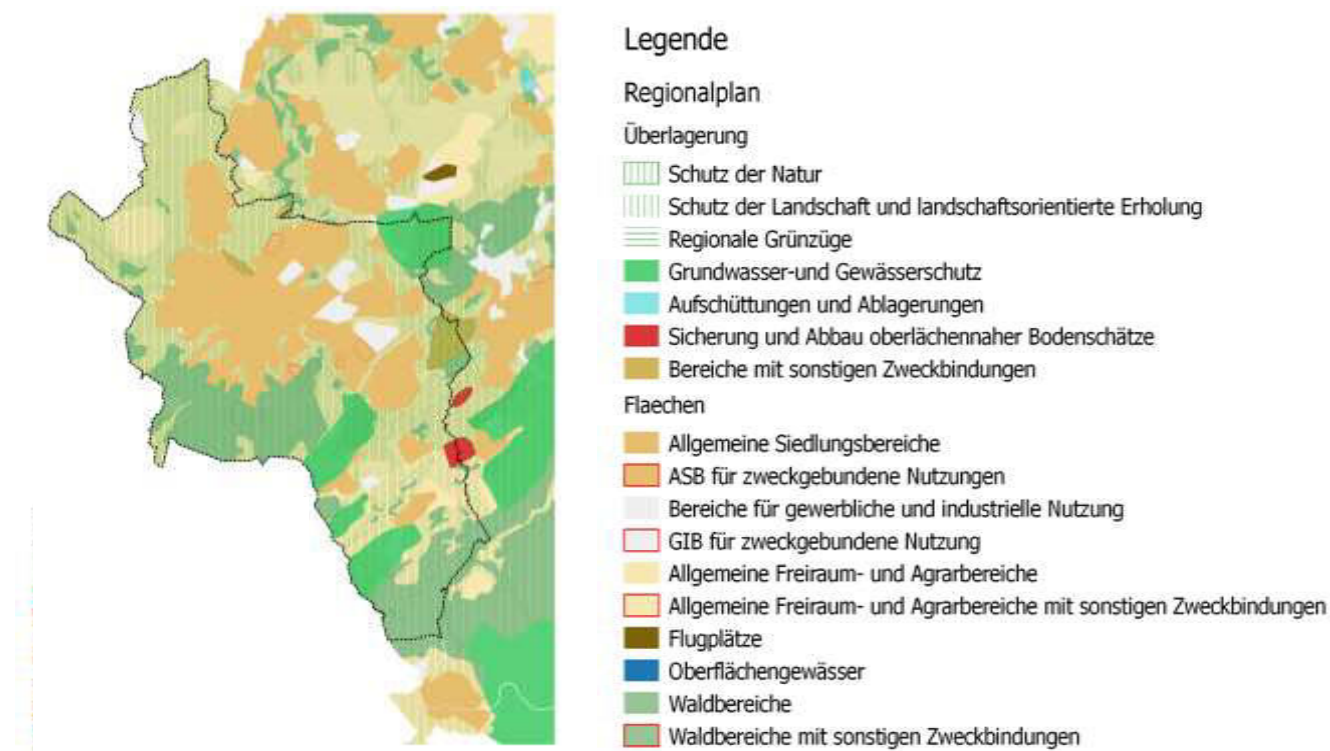 Legende
Regionalplan
Überlagerung
Schutz der Natur
Schutz der Landschaft und landschaftsorientierte Erholung
Regionale Grünzüge
Grundwasser-und Gewässerschutz
Aufschüttungen und Ablagerungen
Sicherung und Abbau oberlächennaher Bodenschätze
Bereiche mit sonstigen Zweckbindungen
Flaechen
Allgemeine Siedlungsbereiche
ASB für zweckgebundene Nutzungen
Bereiche für gewerbliche und industrielle Nutzung
GIB für zweckgebundene Nutzung
Allgemeine Freiraum- und Agrarbereiche
Allgemeine Freiraum- und Agrarbereiche mit sonstigen Zweckbindungen
Flugplätze
Oberflächengewässer
Waldbereiche
Waldbereiche mit sonstigen Zweckbindungen